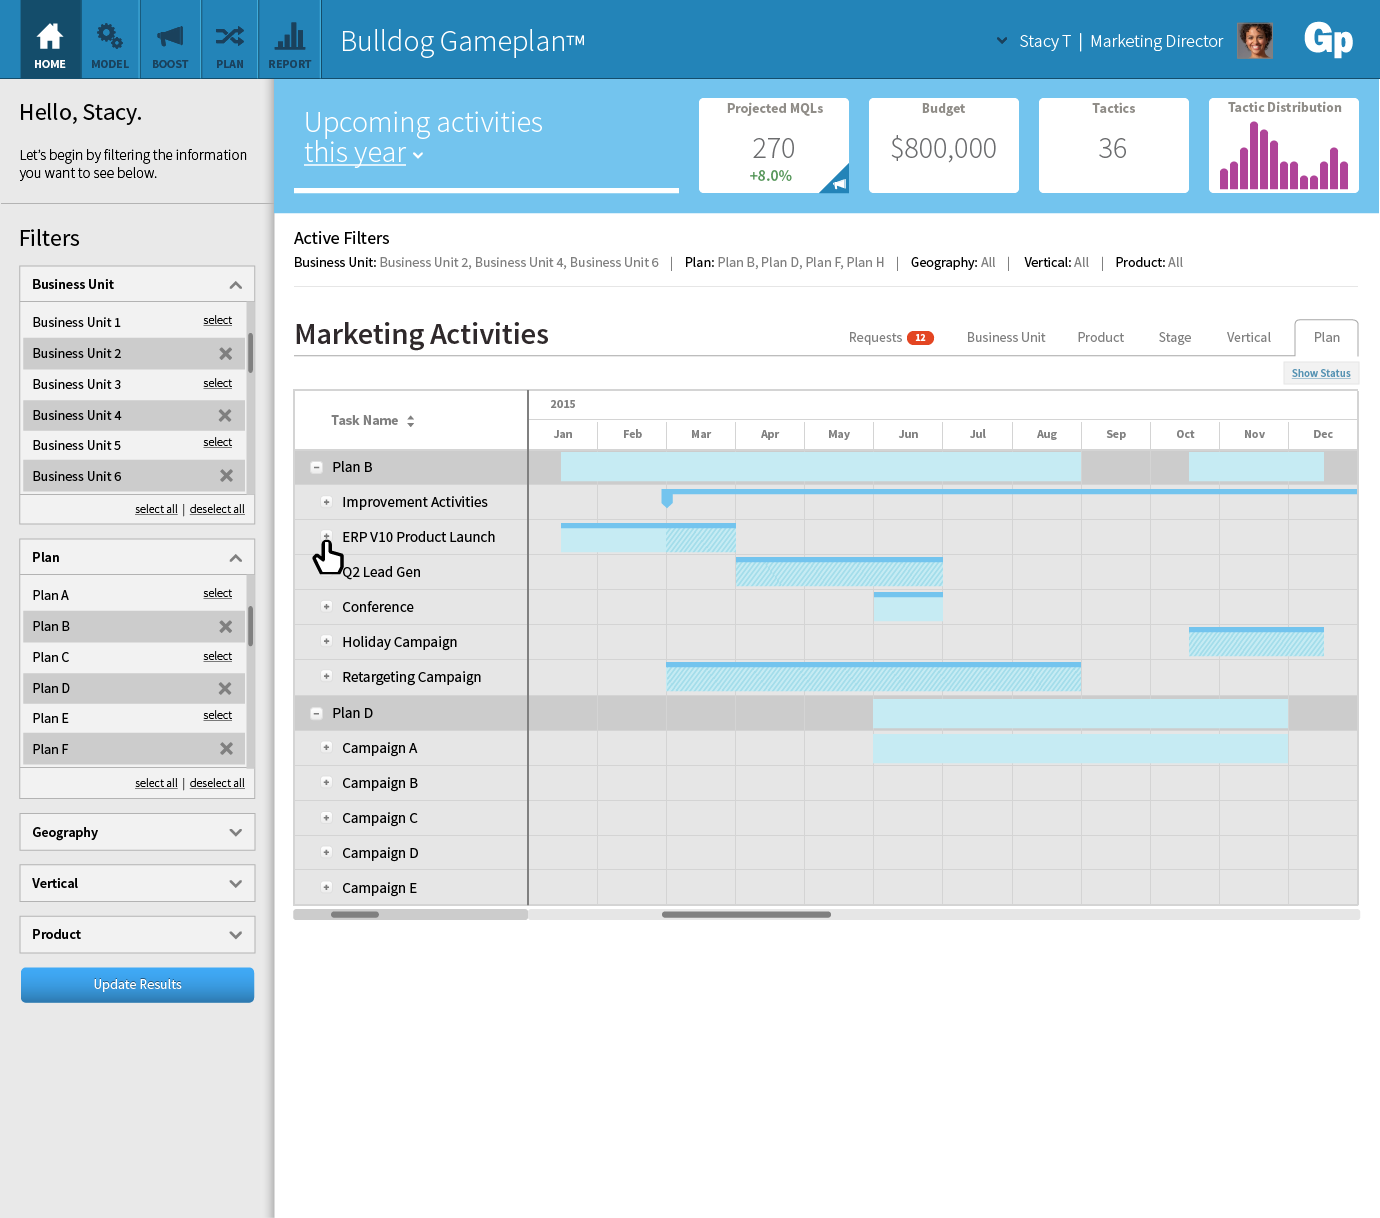 HOME
MODEL
BOOST
PLAN
REPORT
Bulldog Gameplan™
Stacy T | Marketing Director
Gp
Hello, Stacy.
Let's begin by filtering the information
you want to see below.
Filters
Business Unit
Business Unit 1 select
Business Unit 2
Business Unit 3 select
Business Unit 4
Business Unit 5 select
Business Unit 6
select all | deselect all
Plan
Plan A select
Plan B
Plan C select
Plan D
Plan E select
Plan F
select all | deselect all
Geography
Vertical
Product
Update Results
Upcoming activities
this year
Projected MQLs
270
+8.0%
Budget
$800,000
Tactics
36
Tactic Distribution
Active Filters
Business Unit: Business Unit 2, Business Unit 4, Business Unit 6 | Plan: Plan B, Plan D, Plan F, Plan H | Geography: All | Vertical: All | Product: All
Marketing Activities
Requests 12 Business Unit Product Stage Vertical Plan
Show Status
Task Name
2015
Jan Feb Mar Apr May Jun Jul Aug Sep Oct Nov Dec
Plan B
Improvement Activities
ERP V10 Product Launch
Q2 Lead Gen
Conference
Holiday Campaign
Retargeting Campaign
Plan D
Campaign A
Campaign B
Campaign C
Campaign D
Campaign E